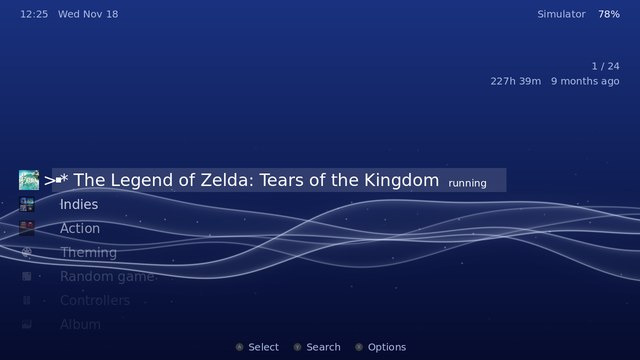 12:25 Wed Nov 18
Simulator 78%
1 / 24
227h 39m 9 months ago
>* The Legend of Zelda: Tears of the Kingdom running
Indies
Action
Theming
Random game
Controllers
Album
Select Search Options